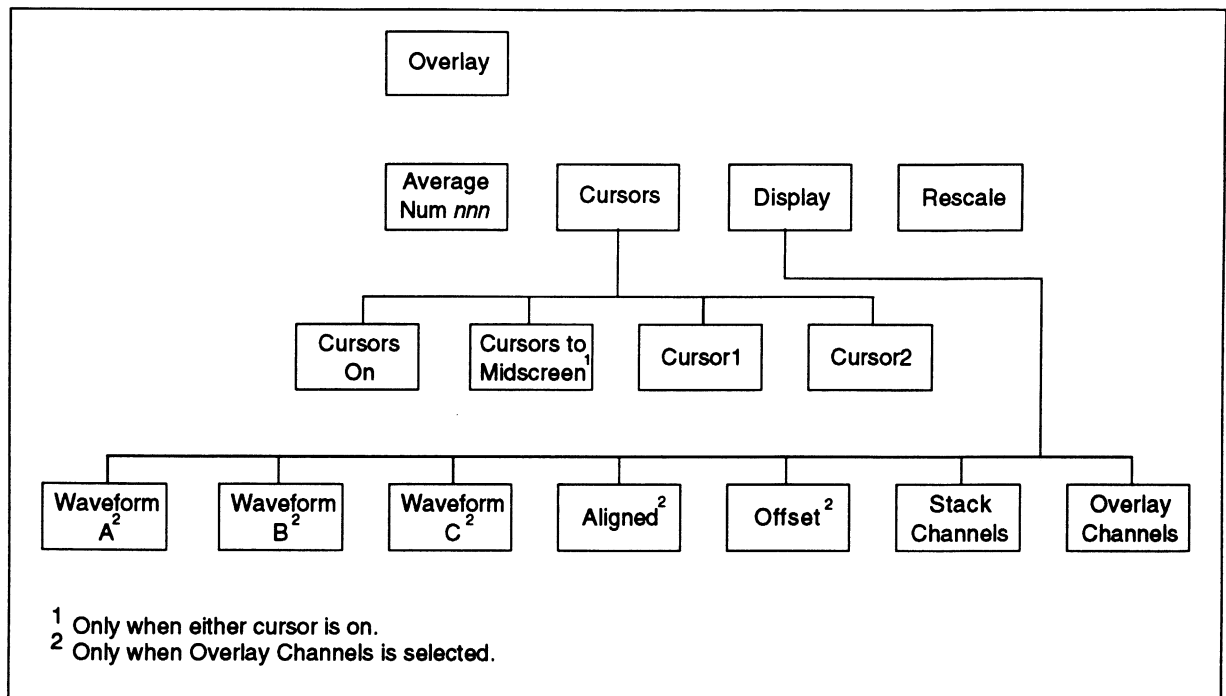 Overlay
Average
Num nnn
Cursors
Display
Rescale
Cursors
On
Cursors to
Midscreen¹
Cursor1
Cursor2
Waveform
A²
Waveform
B²
Waveform
C²
Aligned²
Offset²
Stack
Channels
Overlay
Channels
¹ Only when either cursor is on.
² Only when Overlay Channels is selected.